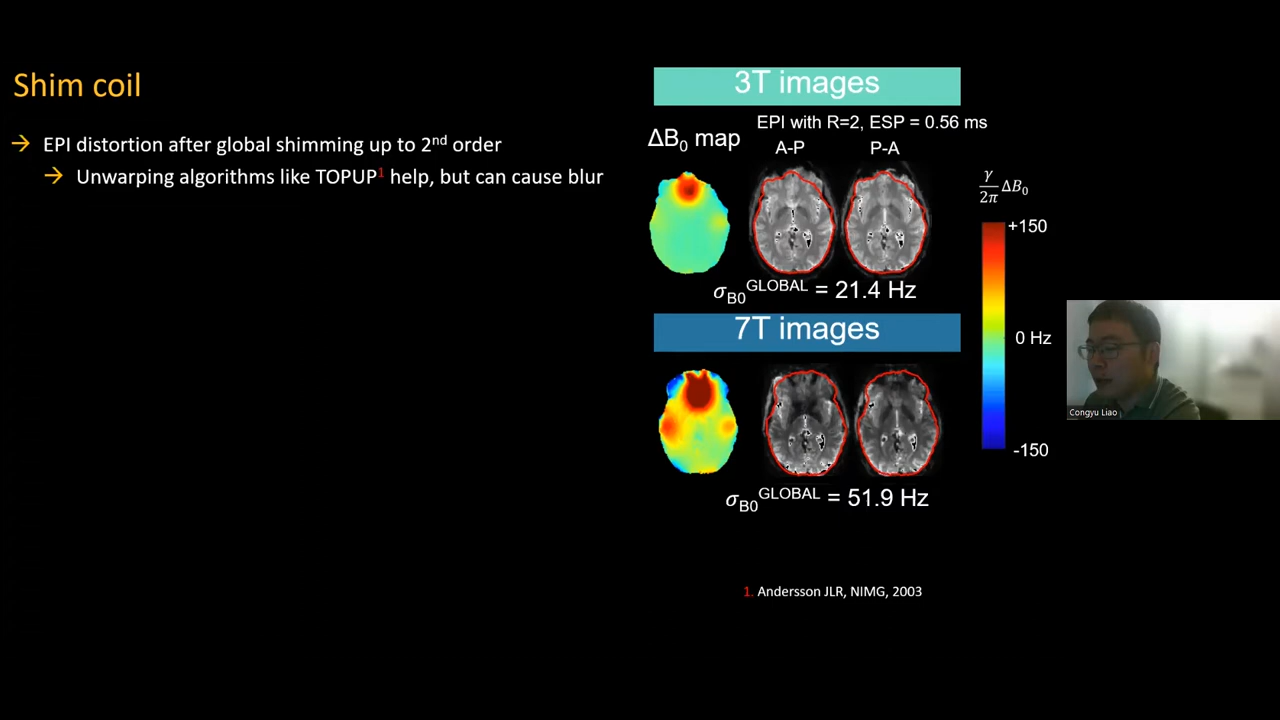 Shim coil
→ EPI distortion after global shimming up to 2nd order
→ Unwarping algorithms like TOPUP1 help, but can cause blur
3T images
ΔB0 map
EPI with R=2, ESP = 0.56 ms
A-P P-A
σB0GLOBAL = 21.4 Hz
7T images
σB0GLOBAL = 51.9 Hz
γ/2π ΔB0
+150
0 Hz
-150
Congyu Liao
1. Andersson JLR, NIMG, 2003